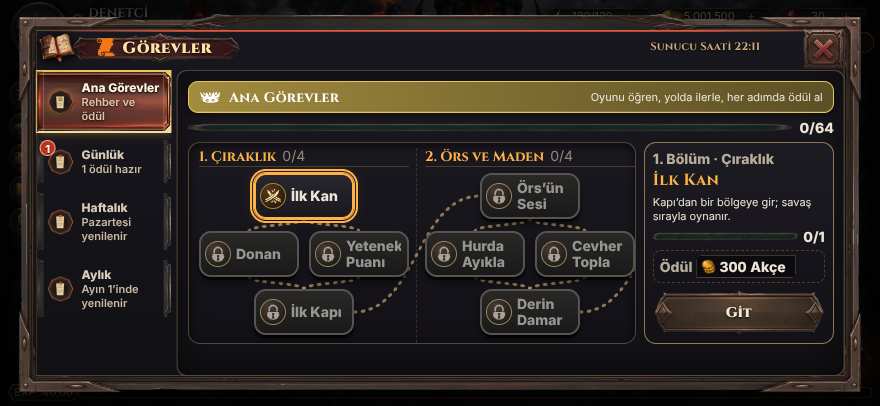 DENETÇİ
5.001.500
GÖREVLER
SUNUCU SAATİ 22:11
Ana Görevler
Rehber ve
ödül
1
Günlük
1 ödül hazır
Haftalık
Pazartesi
yenilenir
Aylık
Ayın 1'inde
yenilenir
ANA GÖREVLER
Oyunu öğren, yolda ilerle, her adımda ödül al
0/64
1. ÇIRAKLIK 0/4
İlk Kan
Donan
Yetenek
Puanı
İlk Kapı
2. ÖRS VE MADEN 0/4
Örs'ün
Sesi
Hurda
Ayıkla
Cevher
Topla
Derin
Damar
1. Bölüm · Çıraklık
İLK KAN
Kapı'dan bir bölgeye gir; savaş
sırayla oynanır.
0/1
Ödül 300 Akçe
GİT